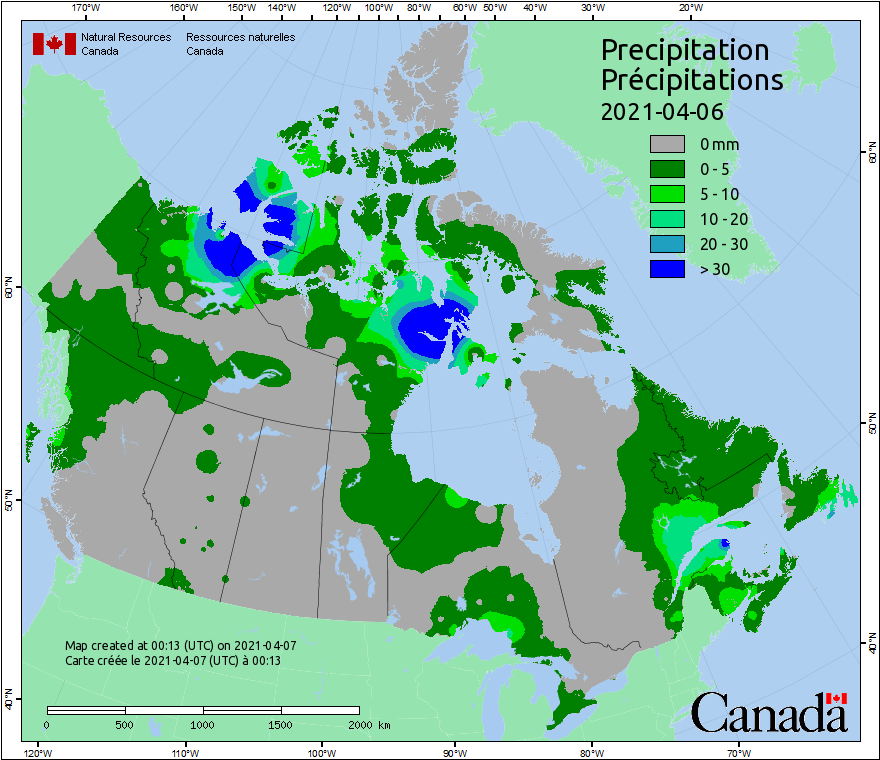 170°W 160°W 150°W 140°W 120°W 110°W 100°W 90°W 80°W 60°W 50°W 40°W 30°W 20°W
Natural Resources Canada
Ressources naturelles Canada
Precipitation
Précipitations
2021-04-06
0 mm
0 - 5
5 - 10
10 - 20
20 - 30
> 30
60°N
50°N
40°N
60°N
50°N
40°N
Map created at 00:13 (UTC) on 2021-04-07
Carte créée le 2021-04-07 (UTC) à 00:13
0 500 1000 1500 2000 km
Canada
120°W 110°W 100°W 90°W 80°W 70°W